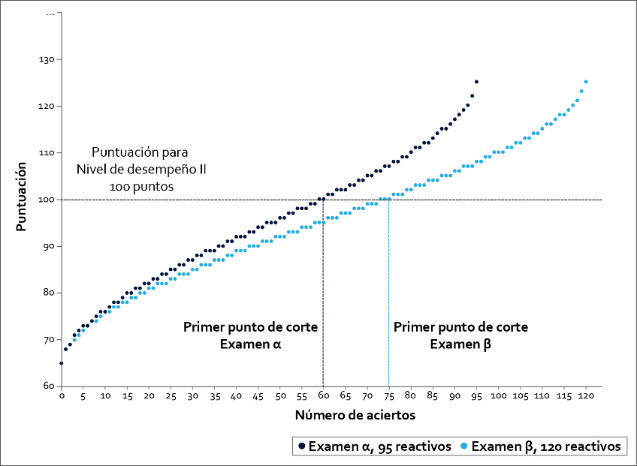 ...
130
120
110
100
90
80
70
60
Puntuación
Puntuación para
Nivel de desempeño II
100 puntos
Primer punto de corte
Examen α
Primer punto de corte
Examen β
0 5 10 15 20 25 30 35 40 45 50 55 60 65 70 75 80 85 90 95 100 105 110 115 120
Número de aciertos
Examen α, 95 reactivos Examen β, 120 reactivos